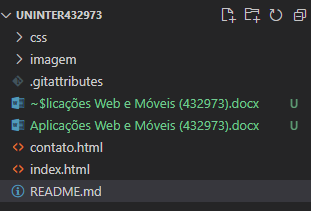 UNINTER432973
css
imagem
.gitattributes
~$licações Web e Móveis (432973).docx U
Aplicações Web e Móveis (432973).docx U
contato.html
index.html
README.md